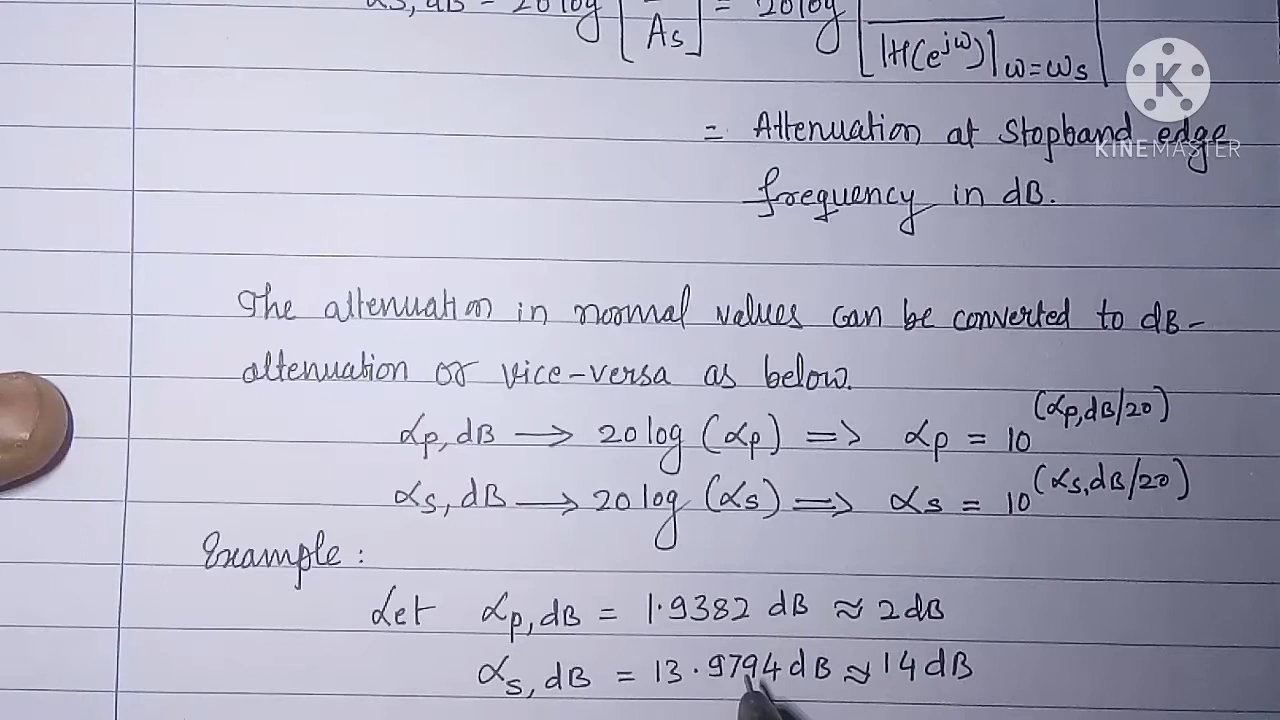 αs, dB = 20 log [ / As] = 20 log [ / |H(e^jω)|ω=ωs]
K
= Attenuation at Stopband edge
KINEMASTER
frequency in dB.
The attenuation in normal values can be converted to dB-
attenuation or vice-versa as below.
αp, dB → 20 log (αp) => αp = 10^(αp,dB/20)
αs, dB → 20 log (αs) => αs = 10^(αs,dB/20)
Example:
Let αp, dB = 1.9382 dB ≈ 2 dB
αs, dB = 13.9794 dB ≈ 14 dB